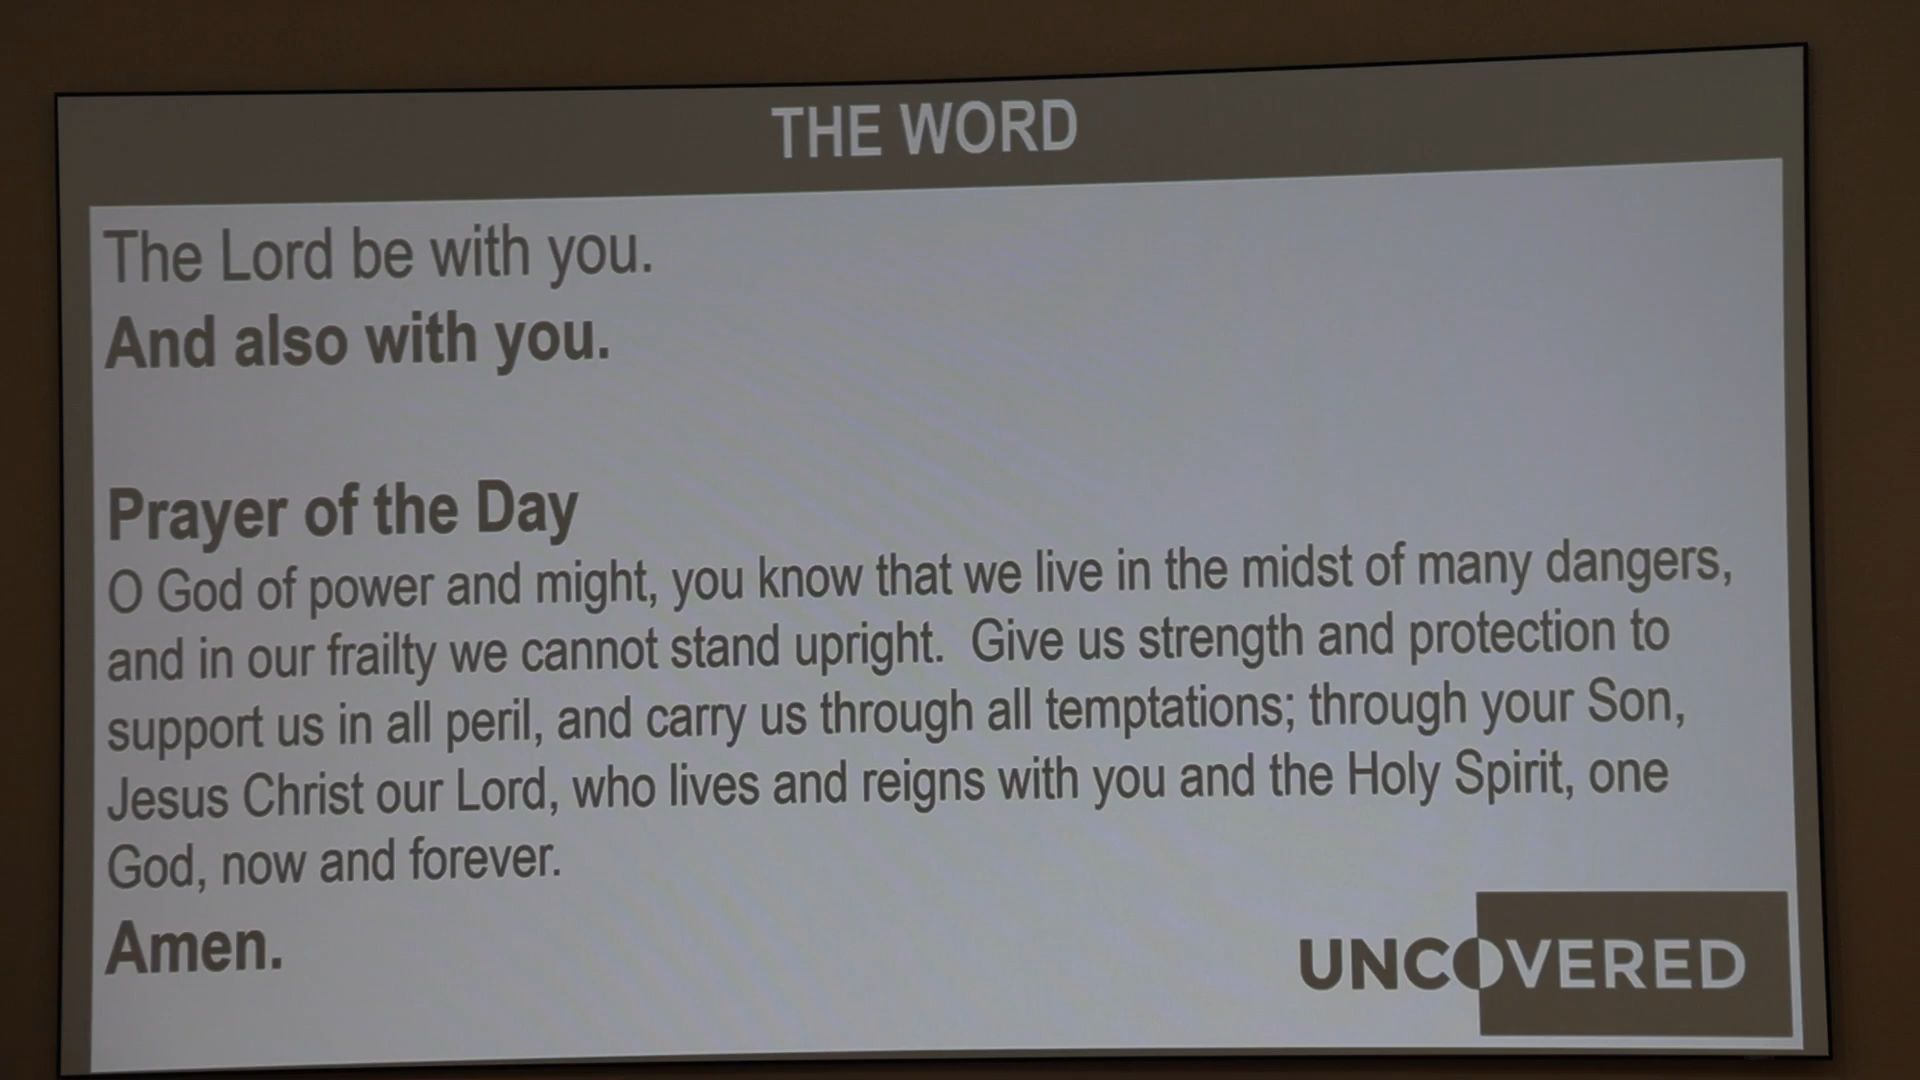 THE WORD
The Lord be with you.
And also with you.
Prayer of the Day
O God of power and might, you know that we live in the midst of many dangers,
and in our frailty we cannot stand upright.  Give us strength and protection to
support us in all peril, and carry us through all temptations; through your Son,
Jesus Christ our Lord, who lives and reigns with you and the Holy Spirit, one
God, now and forever.
Amen.
UNCOVERED